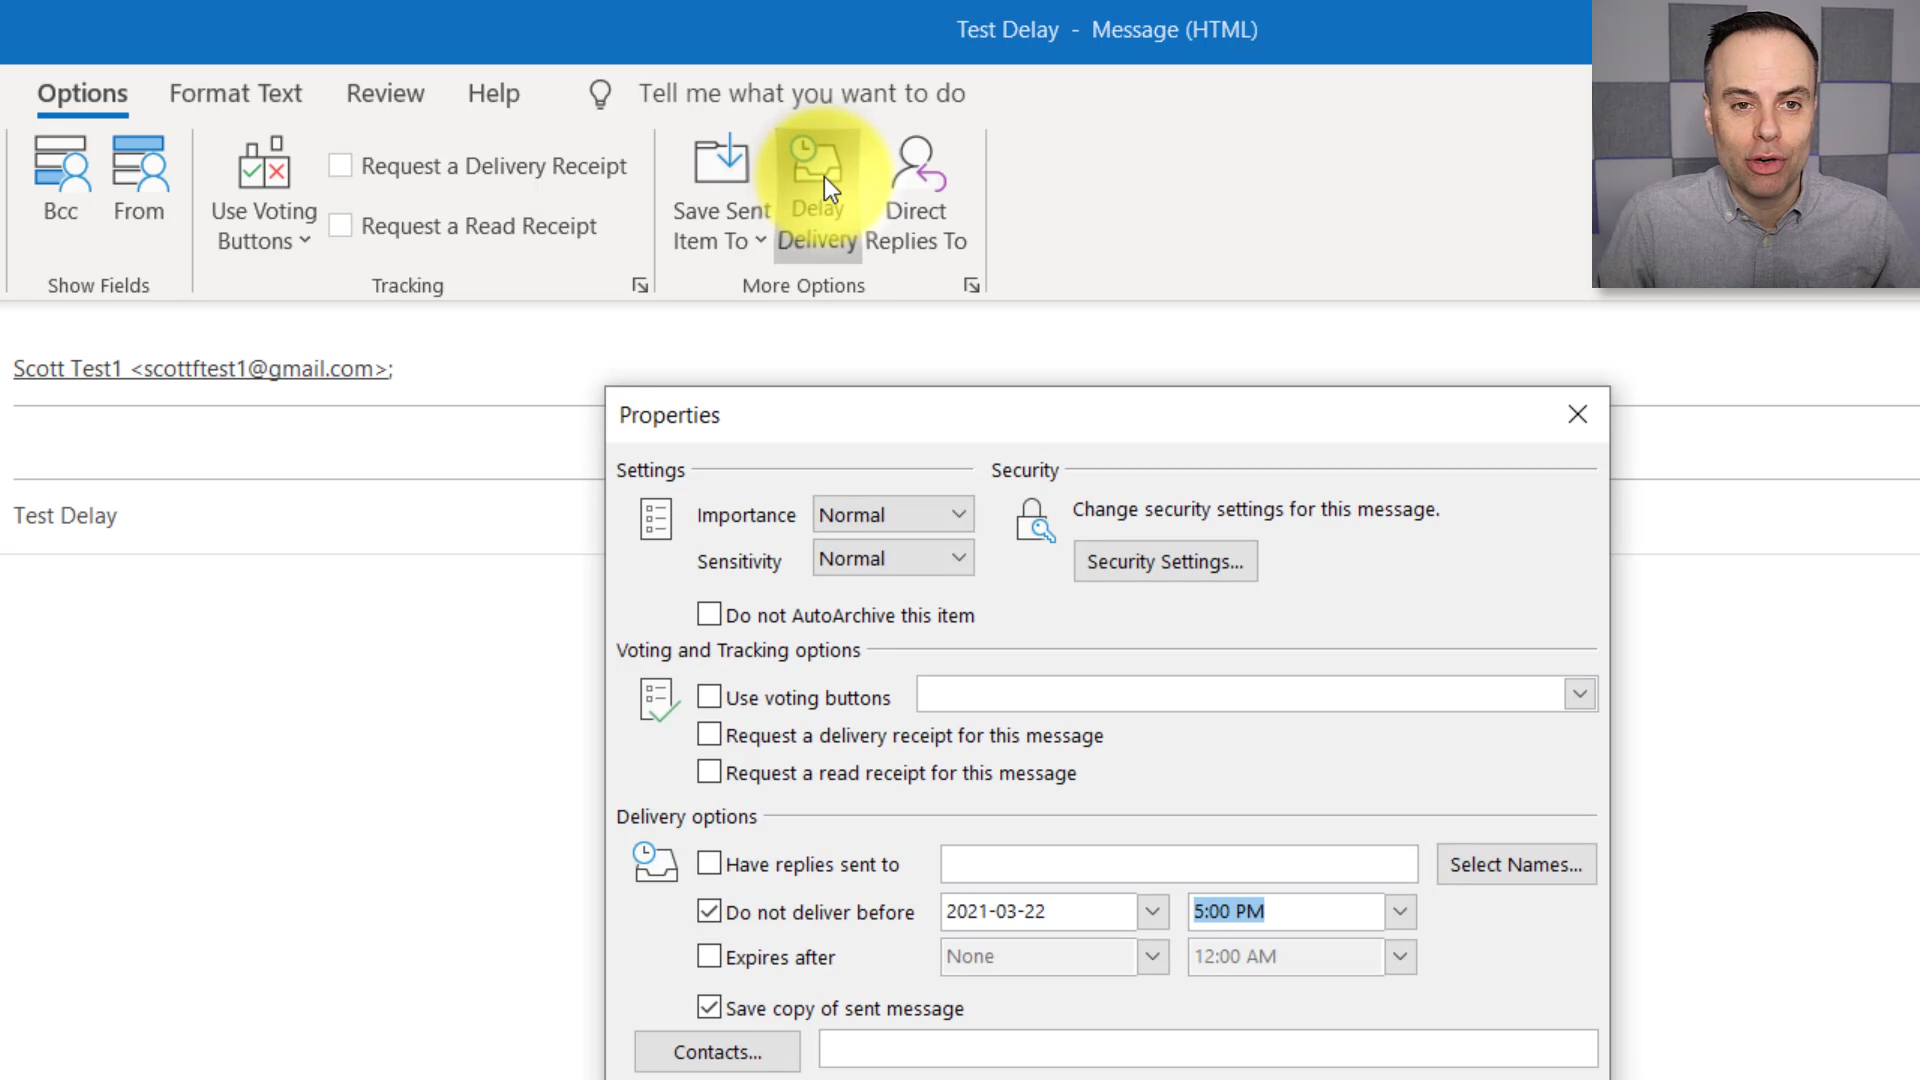 Test Delay - Message (HTML)
Options Format Text Review Help Tell me what you want to do
Bcc
From
Use Voting
Buttons
Request a Delivery Receipt
Request a Read Receipt
Save Sent
Item To
Delay
Delivery
Direct
Replies To
Show Fields
Tracking
More Options
Scott Test1 <scottftest1@gmail.com>;
Test Delay
Properties
Settings
Security
Importance Normal
Sensitivity Normal
Change security settings for this message.
Security Settings...
Do not AutoArchive this item
Voting and Tracking options
Use voting buttons
Request a delivery receipt for this message
Request a read receipt for this message
Delivery options
Have replies sent to
Select Names...
Do not deliver before 2021-03-22 5:00 PM
Expires after None 12:00 AM
Save copy of sent message
Contacts...